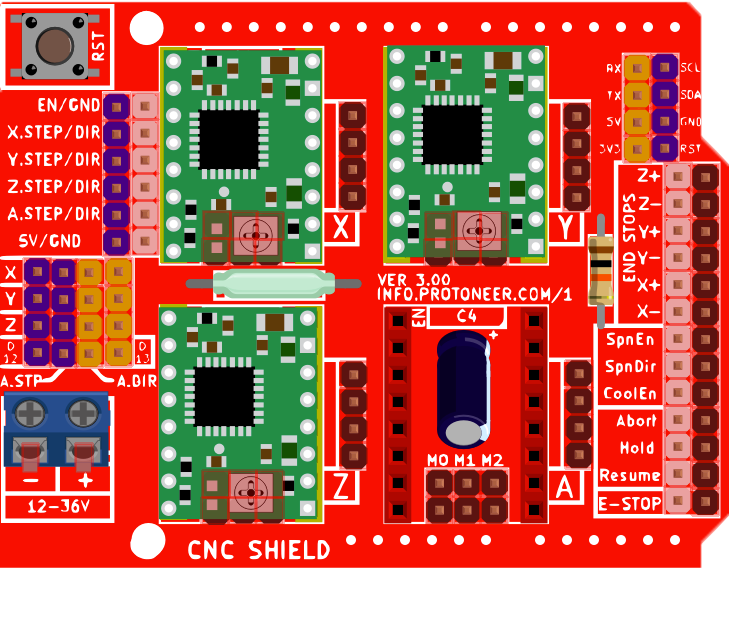 RST
EN/GND
X.STEP/DIR
Y.STEP/DIR
Z.STEP/DIR
A.STEP/DIR
5V/GND
X
Y
Z
D
12
D
13
A.STP
A.DIR
-
+
12-36V
X
Y
Z
A
VER 3.00
INFO.PROTONEER.COM/1
EN
C4
+
M0 M1 M2
CNC SHIELD
RX
TX
5V
3V3
SCL
SDA
GND
RST
END STOPS
Z+
Z-
Y+
Y-
X+
X-
SpnEn
SpnDir
CoolEn
Abort
Hold
Resume
E-STOP